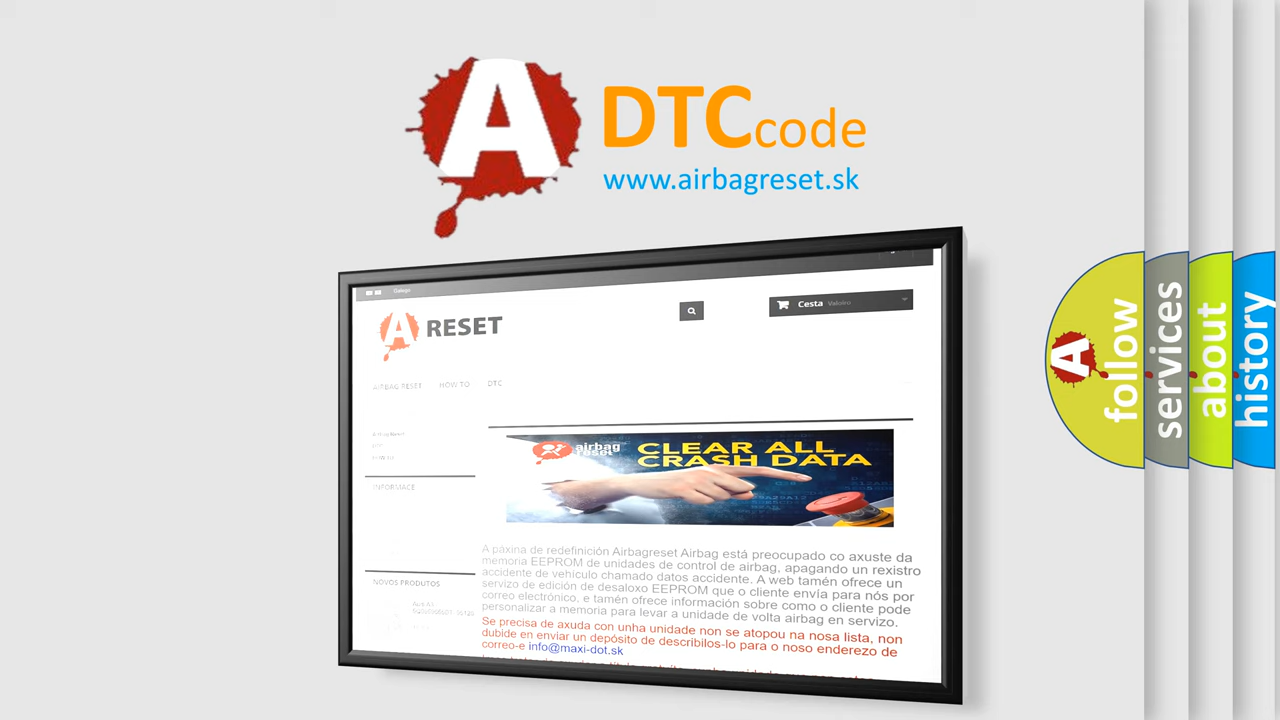 A
DTCcode
www.airbagreset.sk
Galego
A RESET
Cesta Valeiro
AIRBAG RESET HOW TO DTC
INFORMACE
NOVOS PRODUTOS
airbag
reset
CLEAR ALL
CRASH DATA
A páxina de redefinición Airbagreset Airbag está preocupado co axuste da
memoria EEPROM de unidades de control de airbag, apagando un rexistro
accidente de vehículo chamado datos accidente. A web tamén ofrece un
servizo de edición de desaloxo EEPROM que o cliente envía para nós por
correo electrónico, e tamén ofrece información sobre como o cliente pode
personalizar a memoria para levar a unidade de volta airbag en servizo.
Se precisa de axuda con unha unidade non se atopou na nosa lista, non
dubide en enviar un depósito de describilos-lo para o noso enderezo de
correo-e info@maxi-dot.sk
A
follow
services
about
history